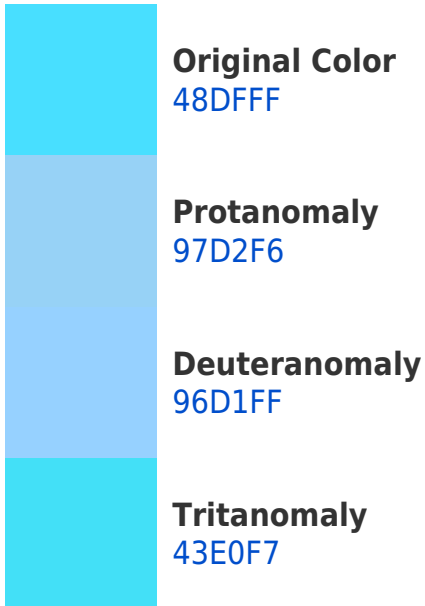 Original Color
48DFFF
Protanomaly
97D2F6
Deuteranomaly
96D1FF
Tritanomaly
43E0F7